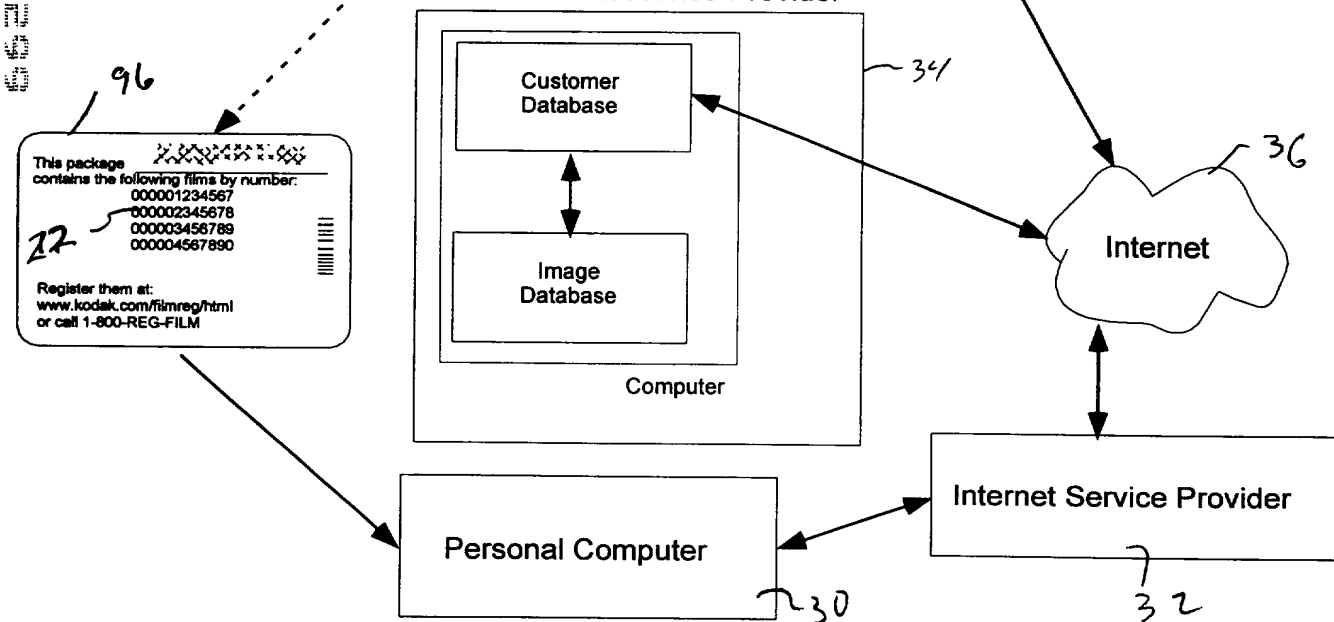 Provider
34
Customer
Database
Image
Database
Computer
96
This package
contains the following films by number:
000001234567
000002345678
000003456789
000004567890
22
Register them at:
www.kodak.com/filmreg/html
or call 1-800-REG-FILM
36
Internet
Internet Service Provider
32
Personal Computer
30